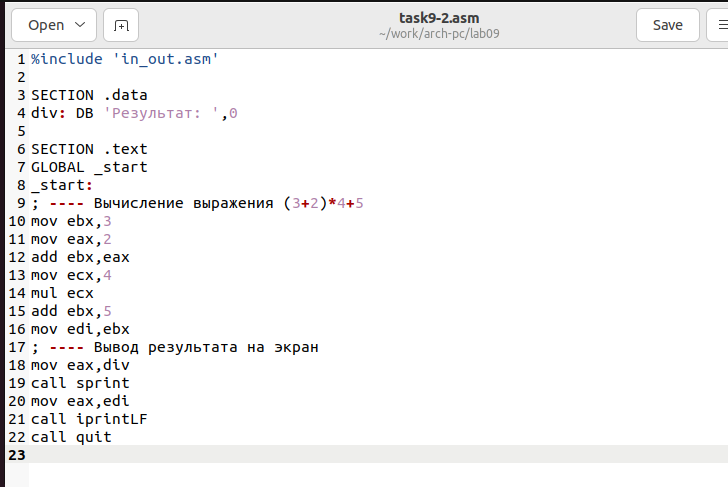 Open
task9-2.asm
~/work/arch-pc/lab09
Save
1 %include 'in_out.asm'
2
3 SECTION .data
4 div: DB 'Результат: ',0
5
6 SECTION .text
7 GLOBAL _start
8 _start:
9 ; ---- Вычисление выражения (3+2)*4+5
10 mov ebx,3
11 mov eax,2
12 add ebx,eax
13 mov ecx,4
14 mul ecx
15 add ebx,5
16 mov edi,ebx
17 ; ---- Вывод результата на экран
18 mov eax,div
19 call sprint
20 mov eax,edi
21 call iprintLF
22 call quit
23